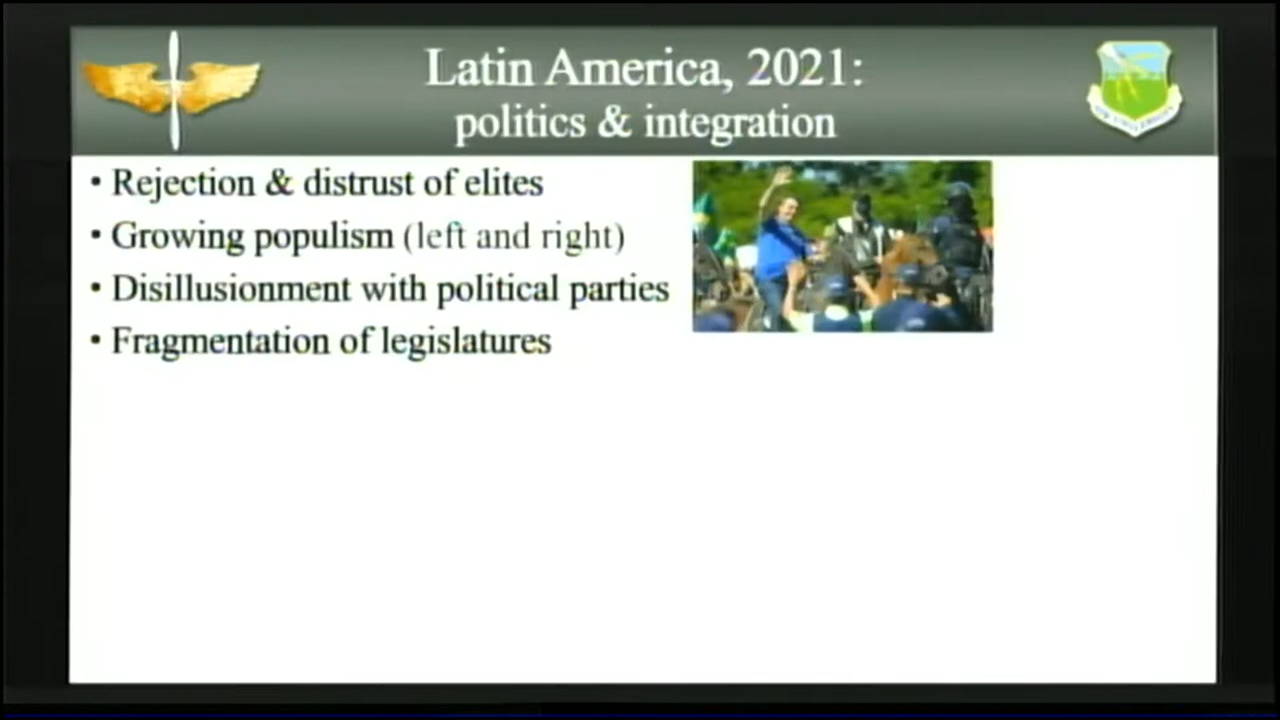 Latin America, 2021:
politics & integration
• Rejection & distrust of elites
• Growing populism (left and right)
• Disillusionment with political parties
• Fragmentation of legislatures